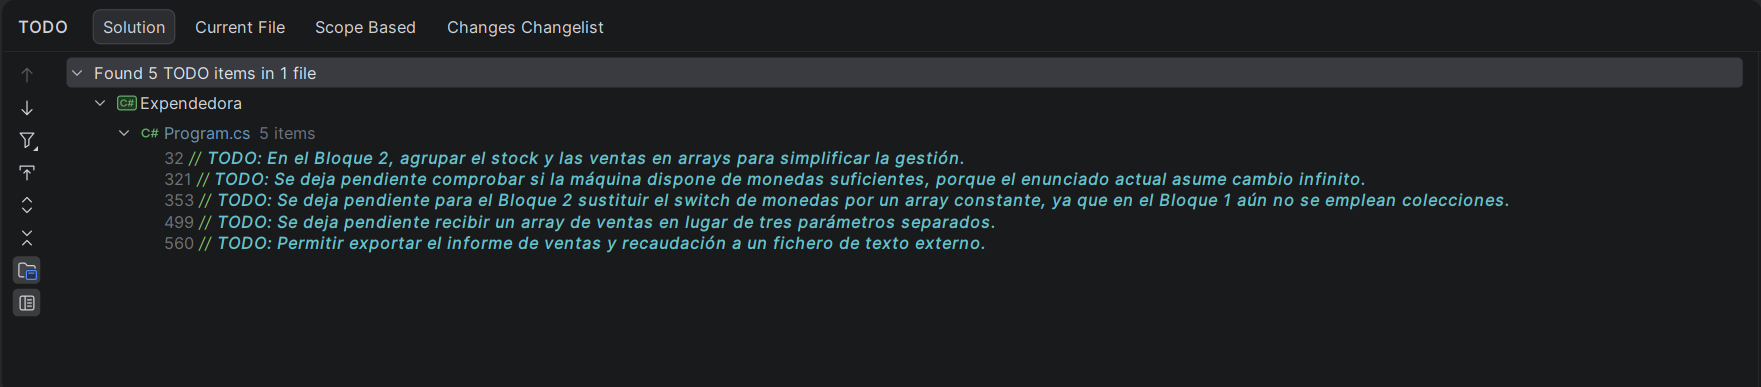 TODO Solution Current File Scope Based Changes Changelist
Found 5 TODO items in 1 file
C# Expendedora
C# Program.cs 5 items
32 // TODO: En el Bloque 2, agrupar el stock y las ventas en arrays para simplificar la gestión.
321 // TODO: Se deja pendiente comprobar si la máquina dispone de monedas suficientes, porque el enunciado actual asume cambio infinito.
353 // TODO: Se deja pendiente para el Bloque 2 sustituir el switch de monedas por un array constante, ya que en el Bloque 1 aún no se emplean colecciones.
499 // TODO: Se deja pendiente recibir un array de ventas en lugar de tres parámetros separados.
560 // TODO: Permitir exportar el informe de ventas y recaudación a un fichero de texto externo.